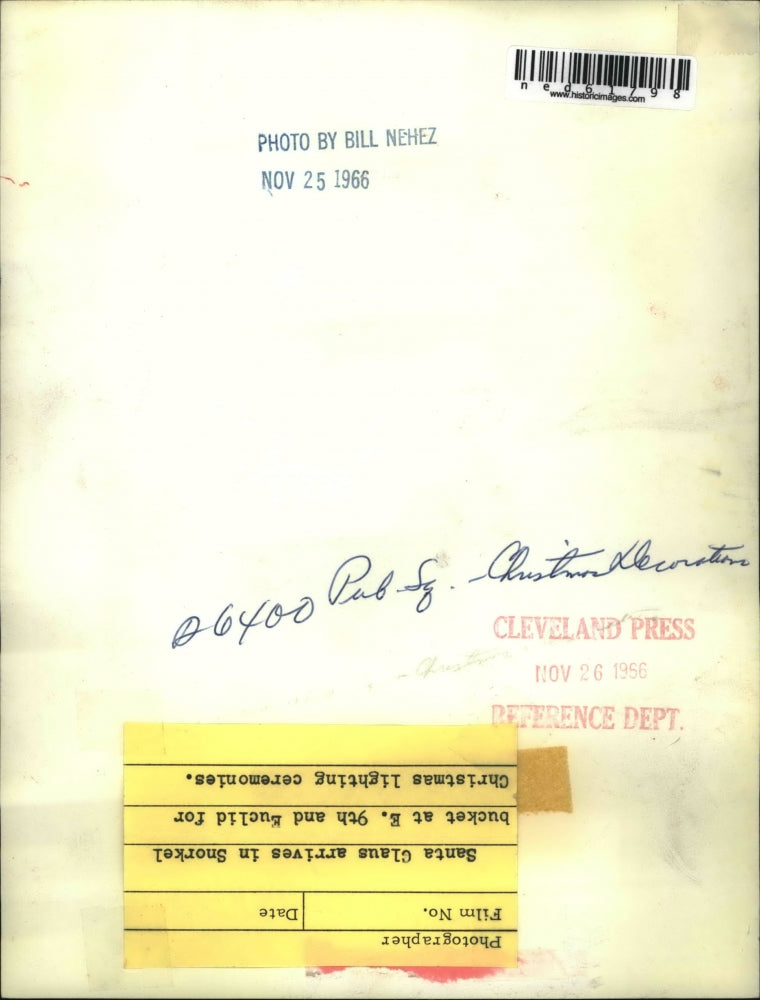 ned61798
www.historicimages.com
PHOTO BY BILL NEHEZ
NOV 25 1966
26400 Pub Sq. - Christmas Decorations
CLEVELAND PRESS
Christmas
NOV 26 1966
REFERENCE DEPT.
Photographer
Film No. Date
Santa Claus arrives in Snorkel
bucket at E. 9th and Euclid for
Christmas lighting ceremonies.